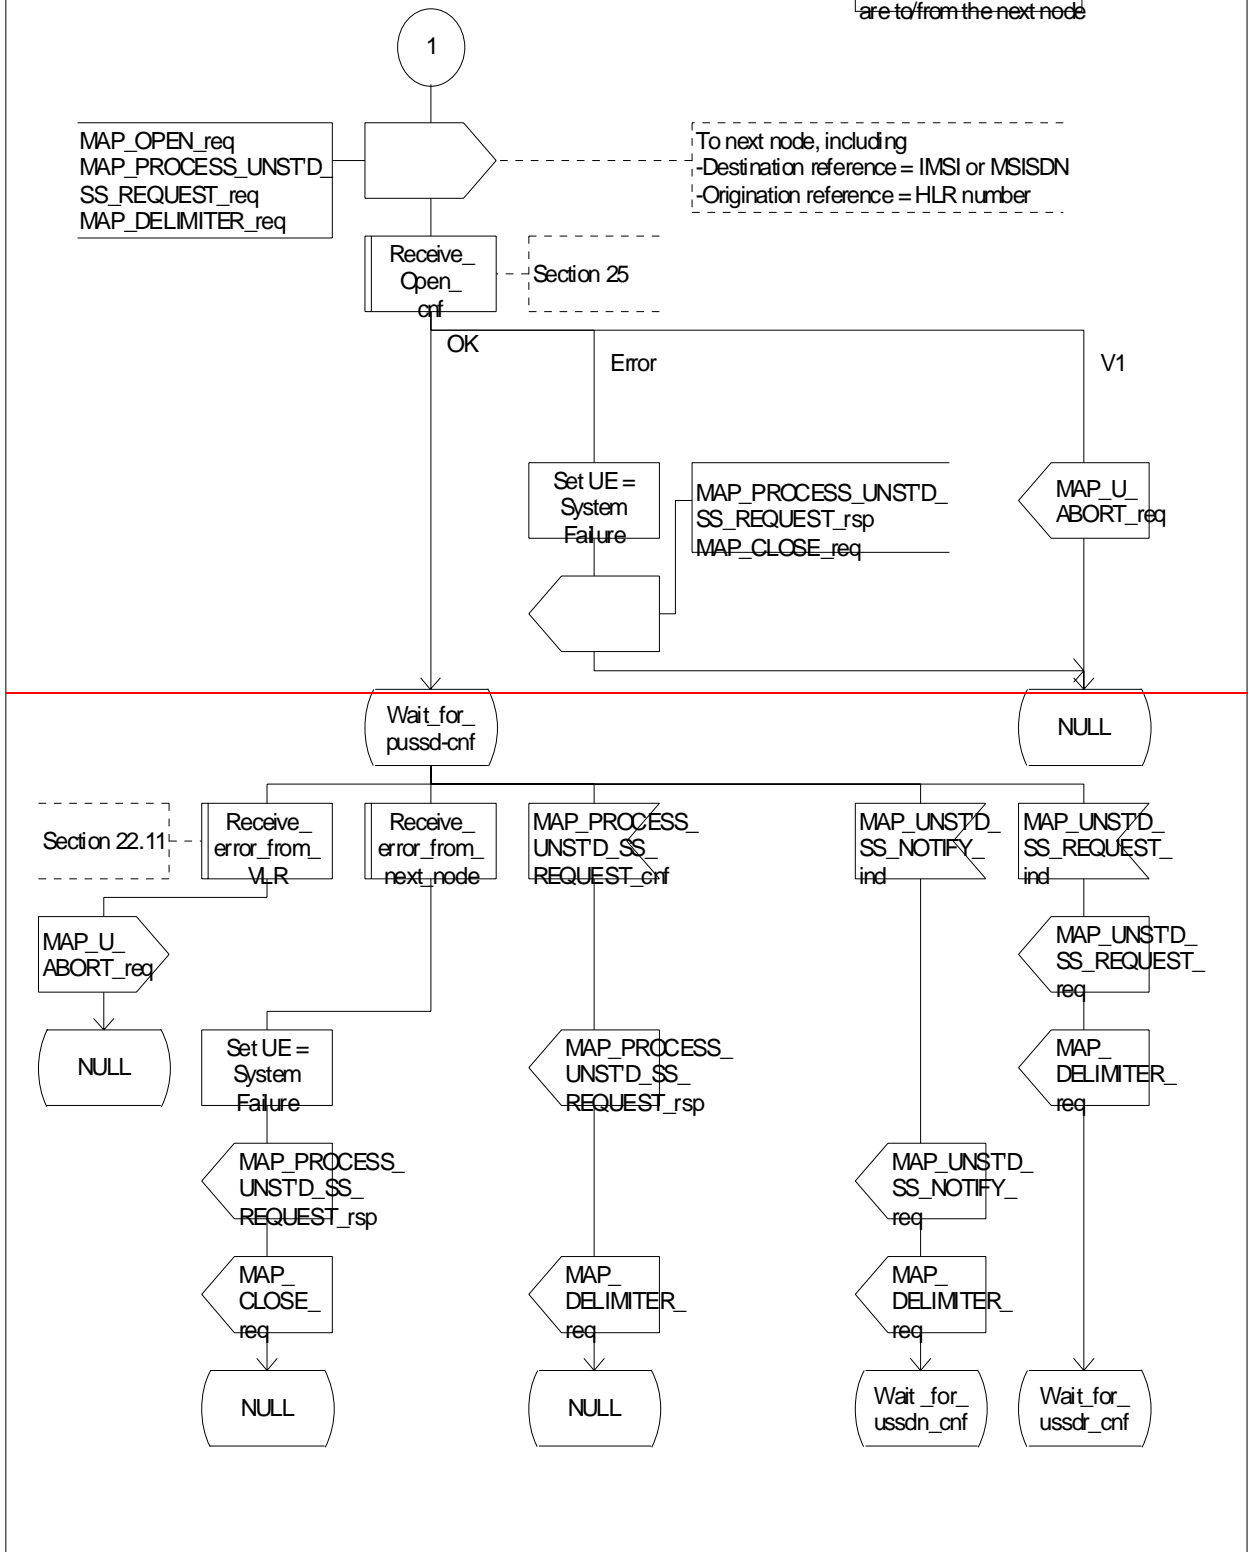 are to/from the next node
1
MAP_OPEN_req
MAP_PROCESS_UNST'D_
SS_REQUEST_req
MAP_DELIMITER_req
To next node, including
-Destination reference = IMSI or MSISDN
-Origination reference = HLR number
Receive_
Open_
cnf
Section 25
OK
Error
V1
Set UE =
System
Failure
MAP_PROCESS_UNST'D_
SS_REQUEST_rsp
MAP_CLOSE_req
MAP_U_
ABORT_req
Wait_for_
pussd-cnf
NULL
Section 22.11
Receive_
error_from_
VLR
Receive_
error_from_
next_node
MAP_PROCESS_
UNST'D_SS_
REQUEST_cnf
MAP_UNST'D_
SS_NOTIFY_
ind
MAP_UNST'D_
SS_REQUEST_
ind
MAP_U_
ABORT_req
MAP_UNST'D_
SS_REQUEST_
req
NULL
Set UE =
System
Failure
MAP_PROCESS_
UNST'D_SS_
REQUEST_rsp
MAP_
DELIMITER_
req
MAP_PROCESS_
UNST'D_SS_
REQUEST_rsp
MAP_UNST'D_
SS_NOTIFY_
req
MAP_
CLOSE_
req
MAP_
DELIMITER_
req
MAP_
DELIMITER_
req
NULL
NULL
Wait _for_
ussdn_cnf
Wait_for_
ussdr_cnf